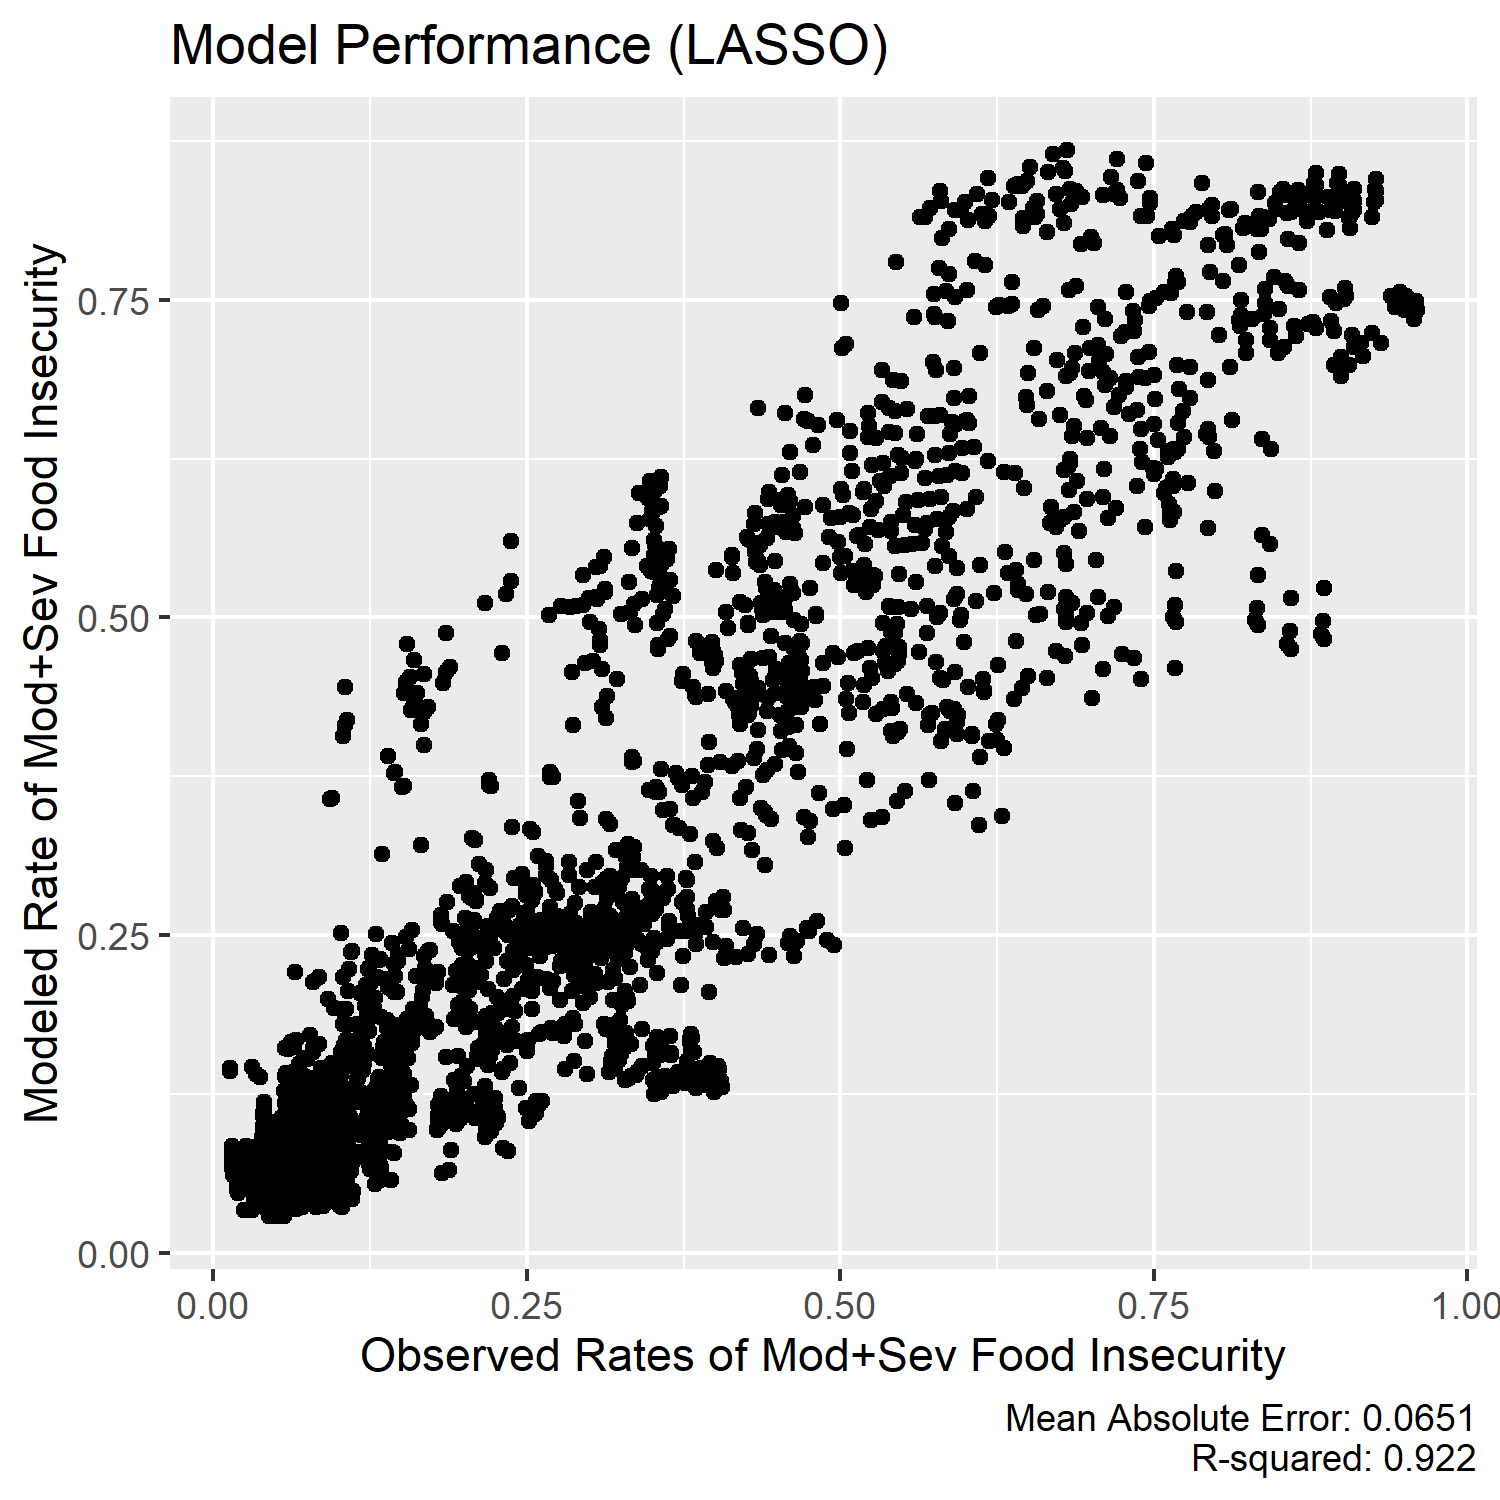 Model Performance (LASSO)
Modeled Rate of Mod+Sev Food Insecurity
0.75
0.50
0.25
0.00
0.00 0.25 0.50 0.75 1.00
Observed Rates of Mod+Sev Food Insecurity
Mean Absolute Error: 0.0651
R-squared: 0.922